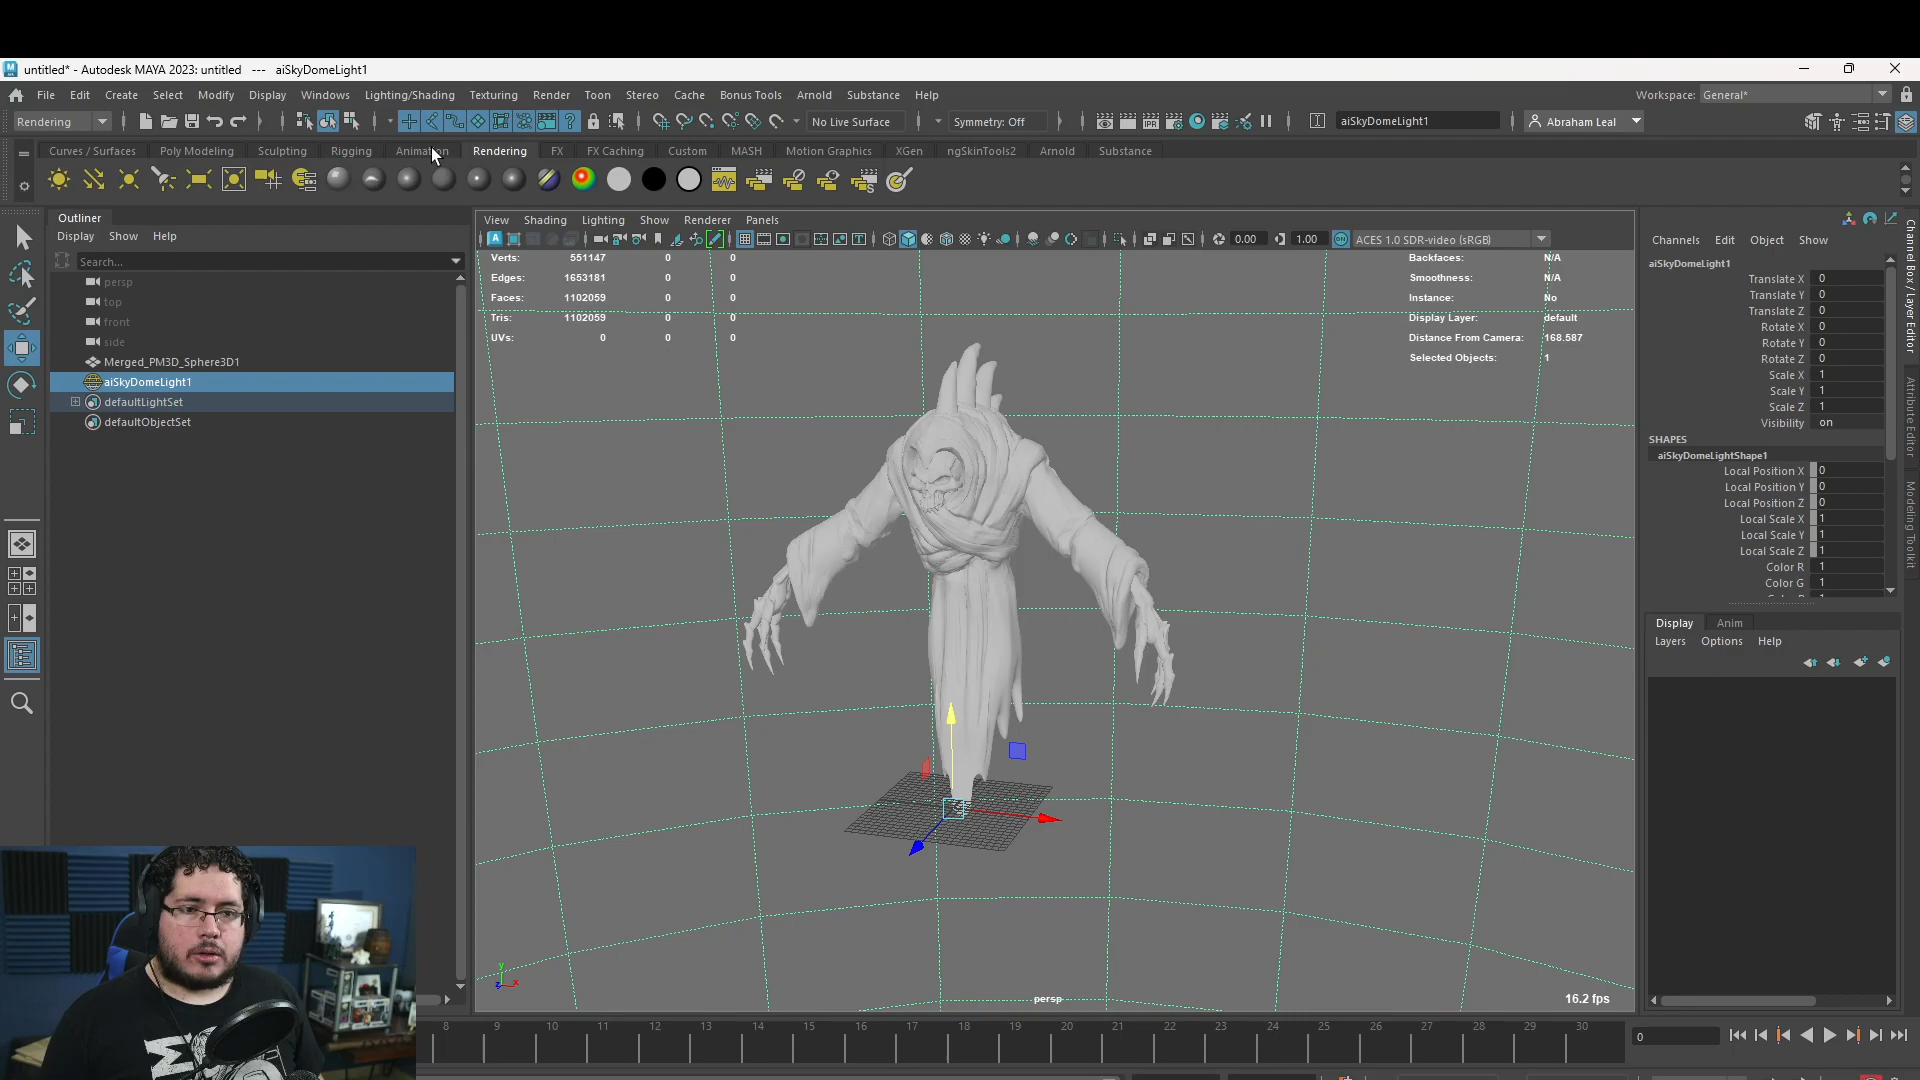 untitled* - Autodesk MAYA 2023: untitled --- aiSkyDomeLight1
File Edit Create Select Modify Display Windows Lighting/Shading Texturing Render Toon Stereo Cache Bonus Tools Arnold Substance Help
Workspace: General*
Rendering
No Live Surface
Symmetry: Off
aiSkyDomeLight1
Abraham Leal
Curves / Surfaces Poly Modeling Sculpting Rigging Animation Rendering FX FX Caching Custom MASH Motion Graphics XGen ngSkinTools2 Arnold Substance
IPR
Outliner
Display Show Help
Search...
persp
top
front
side
Merged_PM3D_Sphere3D1
aiSkyDomeLight1
defaultLightSet
defaultObjectSet
View Shading Lighting Show Renderer Panels
0.00
1.00
ACES 1.0 SDR-video (sRGB)
Verts: 551147 0 0
Edges: 1653181 0 0
Faces: 1102059 0 0
Tris: 1102059 0 0
UVs: 0 0 0
Backfaces: N/A
Smoothness: N/A
Instance: No
Display Layer: default
Distance From Camera: 168.587
Selected Objects: 1
persp
16.2 fps
y
z x
Channels Edit Object Show
aiSkyDomeLight1
Translate X 0
Translate Y 0
Translate Z 0
Rotate X 0
Rotate Y 0
Rotate Z 0
Scale X 1
Scale Y 1
Scale Z 1
Visibility on
SHAPES
aiSkyDomeLightShape1
Local Position X 0
Local Position Y 0
Local Position Z 0
Local Scale X 1
Local Scale Y 1
Local Scale Z 1
Color R 1
Color G 1
Display Anim
Layers Options Help
Channel Box / Layer Editor
Attribute Editor
Modeling Toolkit
8 9 10 11 12 13 14 15 16 17 18 19 20 21 22 23 24 25 26 27 28 29 30
0